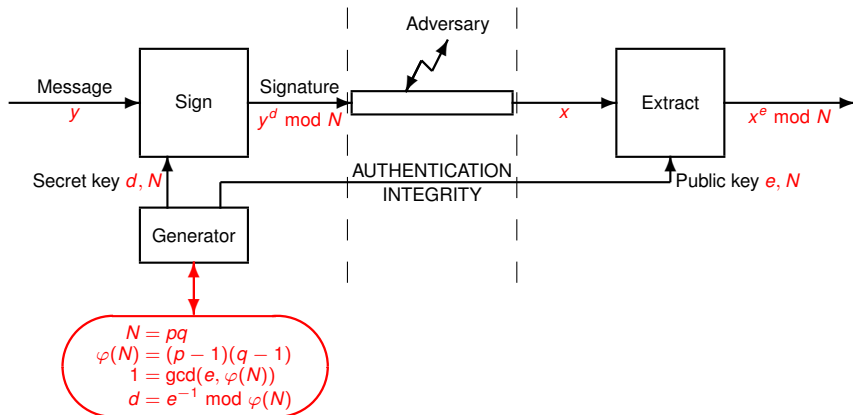 Adversary
Message
Sign
Signature
Extract
y
y^d mod N
x
x^e mod N
Secret key d, N
AUTHENTICATION
INTEGRITY
Public key e, N
Generator
N = pq
φ(N) = (p − 1)(q − 1)
1 = gcd(e, φ(N))
d = e^−1 mod φ(N)